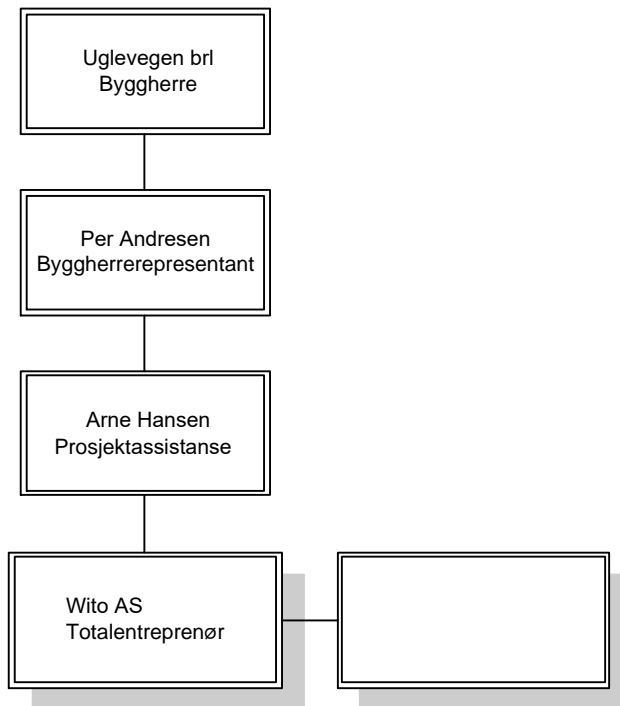 Uglevegen brl
Byggherre
Per Andresen
Byggherrerepresentant
Arne Hansen
Prosjektassistanse
Wito AS
Totalentreprenør